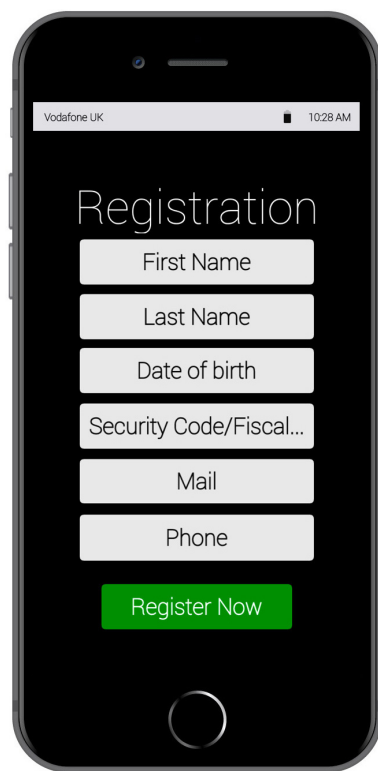 Vodafone UK 10:28 AM
Registration
First Name
Last Name
Date of birth
Security Code/Fiscal...
Mail
Phone
Register Now